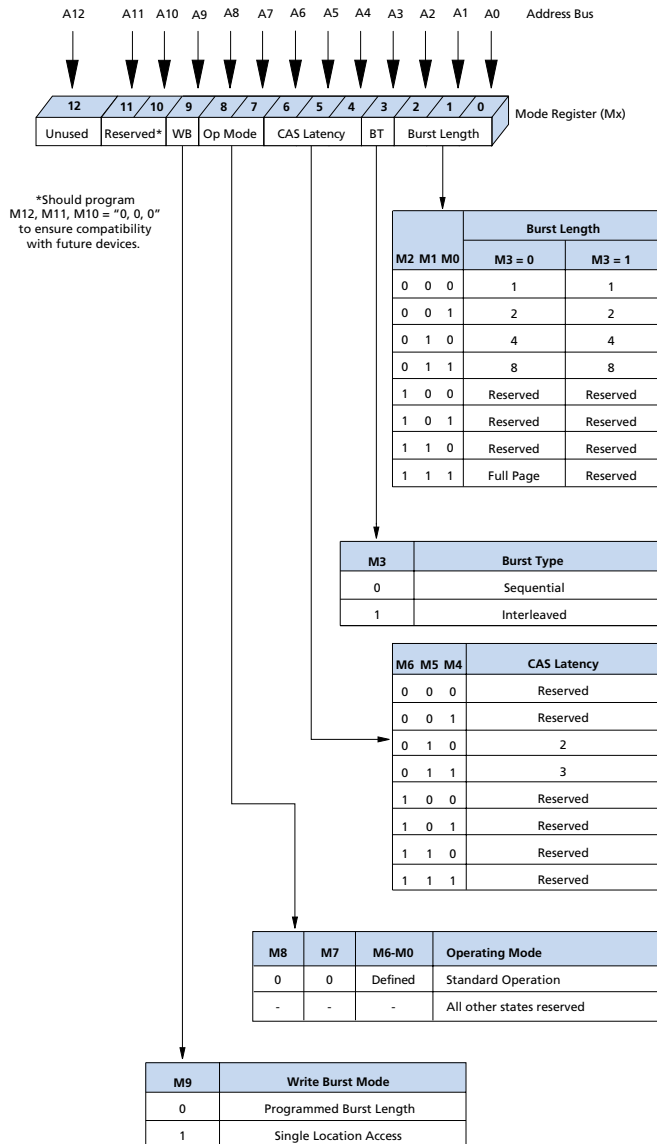 A12 A11 A10 A9 A8 A7 A6 A5 A4 A3 A2 A1 A0 Address Bus
12 11 10 9 8 7 6 5 4 3 2 1 0 Mode Register (Mx)
Unused Reserved* WB Op Mode CAS Latency BT Burst Length
*Should program
M12, M11, M10 = “0, 0, 0”
to ensure compatibility
with future devices.
Burst Length
M2 M1 M0 M3 = 0 M3 = 1
0 0 0 1 1
0 0 1 2 2
0 1 0 4 4
0 1 1 8 8
1 0 0 Reserved Reserved
1 0 1 Reserved Reserved
1 1 0 Reserved Reserved
1 1 1 Full Page Reserved
M3 Burst Type
0 Sequential
1 Interleaved
M6 M5 M4 CAS Latency
0 0 0 Reserved
0 0 1 Reserved
0 1 0 2
0 1 1 3
1 0 0 Reserved
1 0 1 Reserved
1 1 0 Reserved
1 1 1 Reserved
M8 M7 M6-M0 Operating Mode
0 0 Defined Standard Operation
- - - All other states reserved
M9 Write Burst Mode
0 Programmed Burst Length
1 Single Location Access